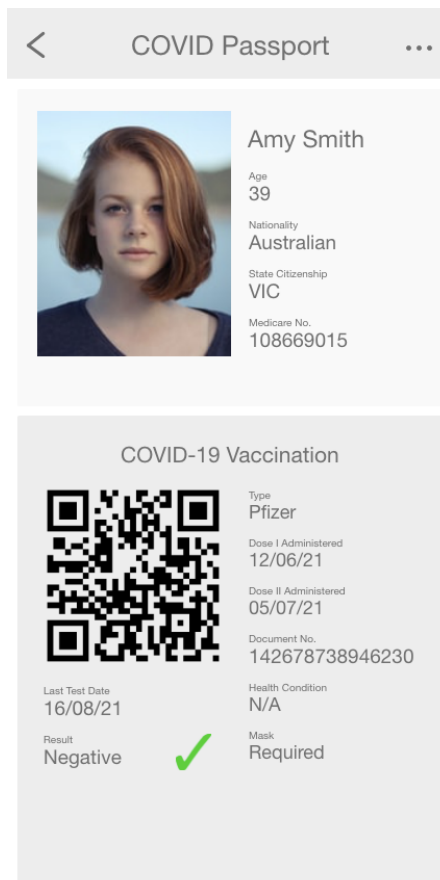 COVID Passport
Amy Smith
Age
39
Nationality
Australian
State Citizenship
VIC
Medicare No.
108669015
COVID-19 Vaccination
Type
Pfizer
Dose I Administered
12/06/21
Dose II Administered
05/07/21
Document No.
142678738946230
Last Test Date
16/08/21
Health Condition
N/A
Result
Negative
Mask
Required